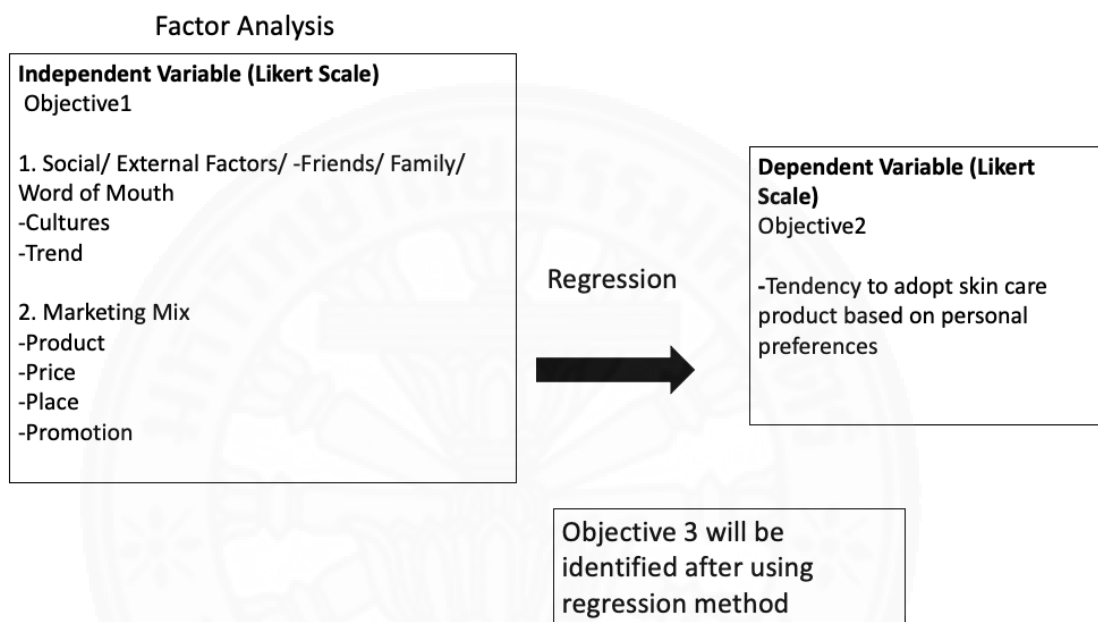 Factor Analysis
Independent Variable (Likert Scale)
Objective1
1. Social/ External Factors/ -Friends/ Family/
Word of Mouth
-Cultures
-Trend
2. Marketing Mix
-Product
-Price
-Place
-Promotion
Regression
Dependent Variable (Likert
Scale)
Objective2
-Tendency to adopt skin care
product based on personal
preferences
Objective 3 will be
identified after using
regression method